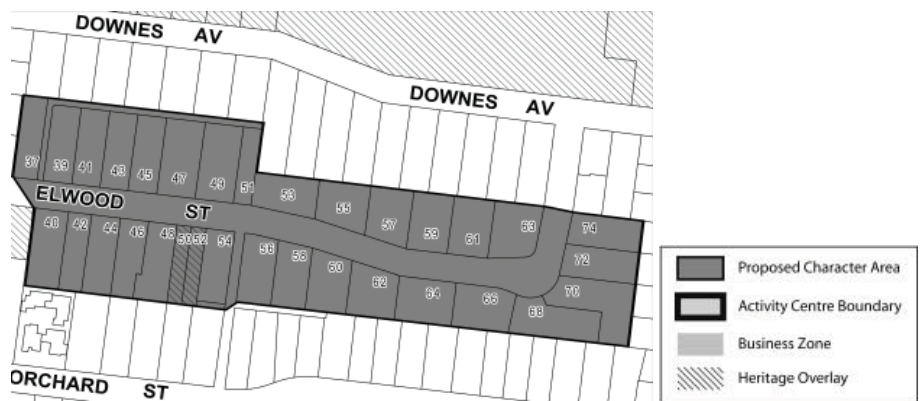 DOWNES AV
DOWNES AV
37 39 41 43 45 47 49 51 53 55 57 59 61 63 74
ELWOOD ST
40 42 44 46 48 50 52 54 56 58 60 62 64 66 68 70 72
ORCHARD ST
Proposed Character Area
Activity Centre Boundary
Business Zone
Heritage Overlay